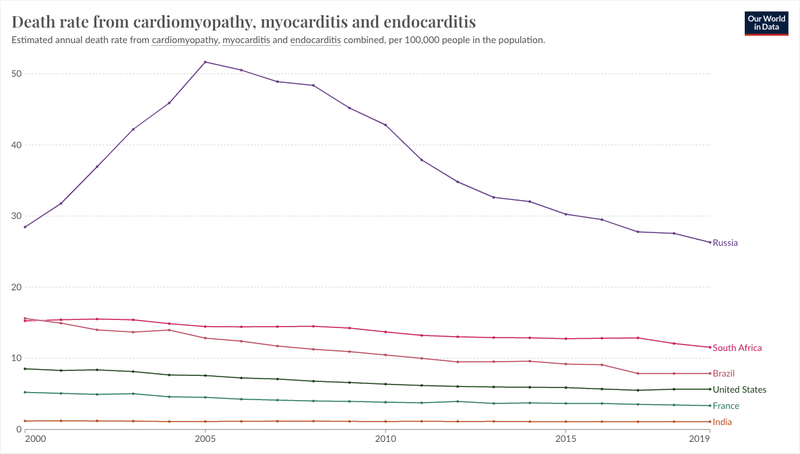 Death rate from cardiomyopathy, myocarditis and endocarditis
Our World
in Data
Estimated annual death rate from cardiomyopathy, myocarditis and endocarditis combined, per 100,000 people in the population.
50
40
30
20
10
0
Russia
South Africa
Brazil
United States
France
India
2000
2005
2010
2015
2019